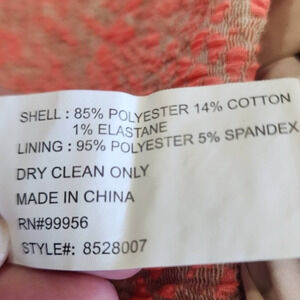 SHELL : 85% POLYESTER 14% COTTON
1% ELASTANE
LINING : 95% POLYESTER 5% SPANDEX
DRY CLEAN ONLY
MADE IN CHINA
RN#99956
STYLE#: 8528007